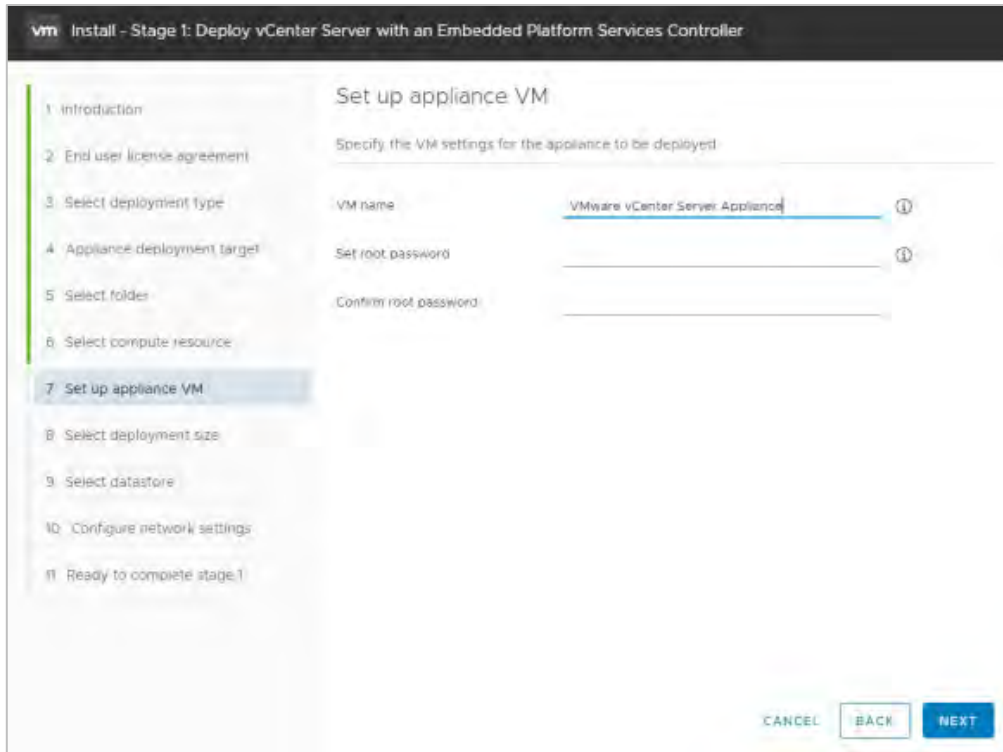 vm Install - Stage 1: Deploy vCenter Server with an Embedded Platform Services Controller
1 Introduction
2 End user license agreement
3 Select deployment type
4 Appliance deployment target
5 Select folder
6 Select compute resource
7 Set up appliance VM
8 Select deployment size
9 Select datastore
10 Configure network settings
11 Ready to complete stage 1
Set up appliance VM
Specify the VM settings for the appliance to be deployed
VM name VMware vCenter Server Appliance
Set root password
Confirm root password
CANCEL BACK NEXT